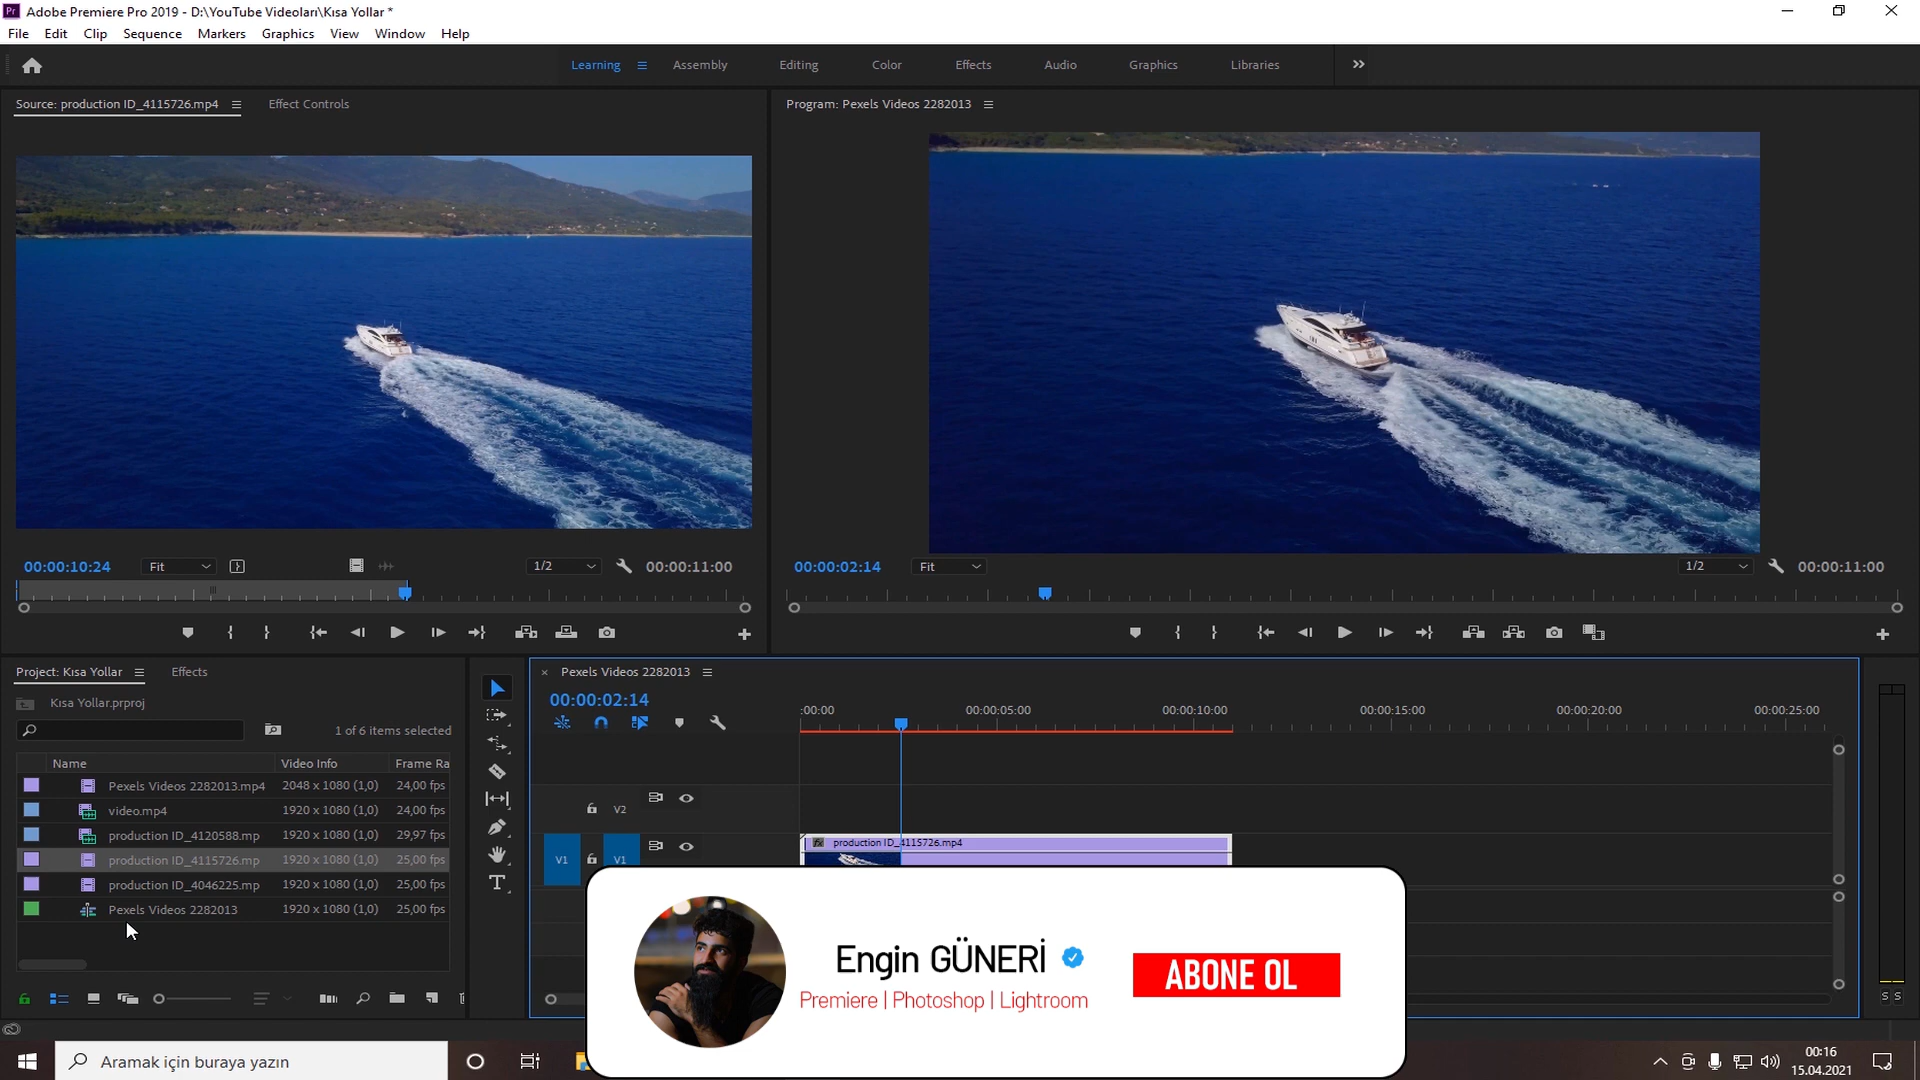 Adobe Premiere Pro 2019 - D:\YouTube Videoları\Kısa Yollar *
File Edit Clip Sequence Markers Graphics View Window Help
Learning Assembly Editing Color Effects Audio Graphics Libraries
Source: production ID_4115726.mp4 Effect Controls
Program: Pexels Videos 2282013
00:00:10:24 Fit 1/2 00:00:11:00
00:00:02:14 Fit 1/2 00:00:11:00
Project: Kısa Yollar Effects
Kısa Yollar.prproj
1 of 6 items selected
Name Video Info Frame Ra
Pexels Videos 2282013.mp4 2048 x 1080 (1,0) 24,00 fps
video.mp4 1920 x 1080 (1,0) 24,00 fps
production ID_4120588.mp 1920 x 1080 (1,0) 29,97 fps
production ID_4115726.mp 1920 x 1080 (1,0) 25,00 fps
production ID_4046225.mp 1920 x 1080 (1,0) 25,00 fps
Pexels Videos 2282013 1920 x 1080 (1,0) 25,00 fps
Pexels Videos 2282013
00:00:02:14
:00:00 00:00:05:00 00:00:10:00 00:00:15:00 00:00:20:00 00:00:25:00
V2
V1 V1
production ID_4115726.mp4
S S
Engin GÜNERİ
Premiere | Photoshop | Lightroom
ABONE OL
Aramak için buraya yazın
00:16
15.04.2021